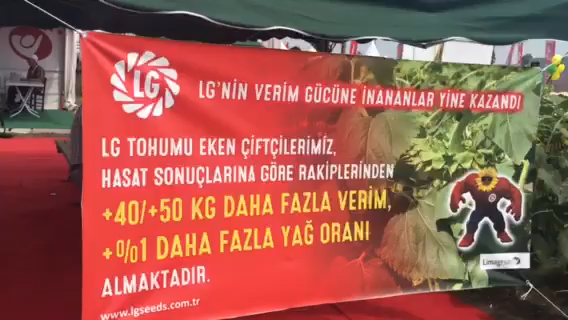 LG
LG'NİN VERİM GÜCÜNE İNANANLAR YİNE KAZANDI
LG TOHUMU EKEN ÇİFTÇİLERİMİZ,
HASAT SONUÇLARINA GÖRE RAKİPLERİNDEN
+40/+50 KG DAHA FAZLA VERİM,
+%1 DAHA FAZLA YAĞ ORANI
ALMAKTADIR.
Limagrain
www.lgseeds.com.tr